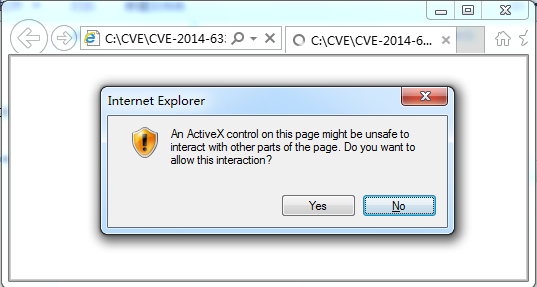 C:\CVE\CVE-2014-63
C:\CVE\CVE-2014-6...
Internet Explorer
An ActiveX control on this page might be unsafe to
interact with other parts of the page. Do you want to
allow this interaction?
Yes
No